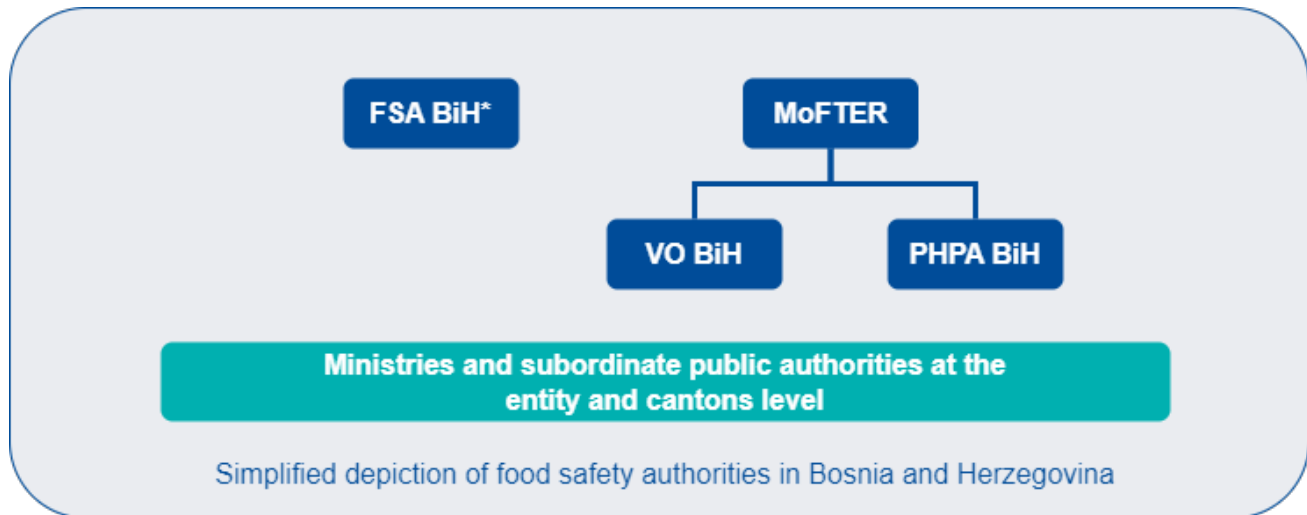 FSA BiH*
MoFTER
VO BiH
PHPA BiH
Ministries and subordinate public authorities at the
entity and cantons level
Simplified depiction of food safety authorities in Bosnia and Herzegovina